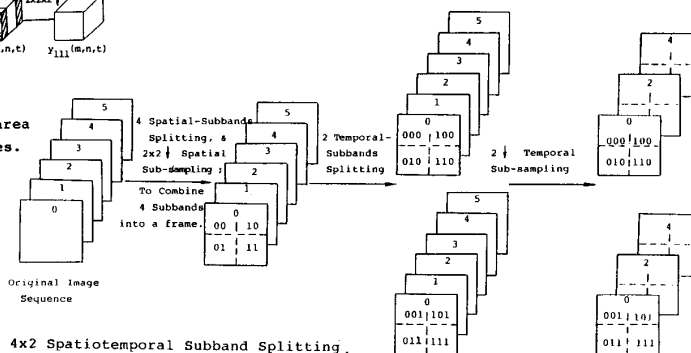 ,n,t)
y111(m,n,t)
area
es.
5
4
3
2
1
0
Original Image
Sequence
4 Spatial-Subbands
Splitting, &
2x2↓ Spatial
Sub-sampling ;
To Combine
4 Subbands
into a frame.
5
4
3
2
1
0
00 10
01 11
2 Temporal-
Subbands
Splitting
5
4
3
2
1
0
000 100
010 110
5
4
3
2
1
0
001 101
011 111
2↓ Temporal
Sub-sampling
4
2
0
000 100
010 110
4
2
0
001 101
011 111
4x2 Spatiotemporal Subband Splitting.